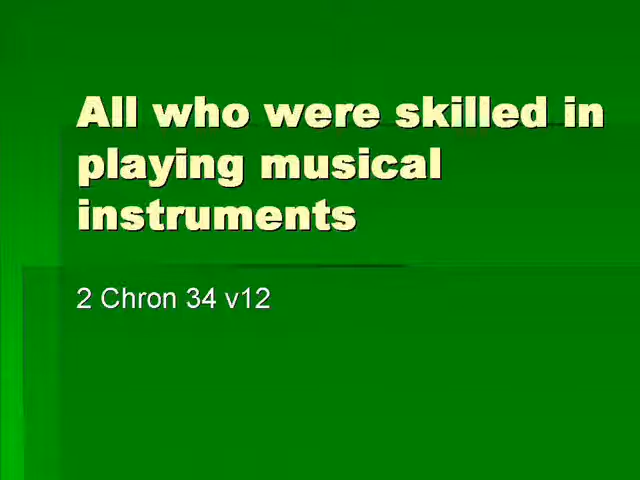 All who were skilled in
playing musical
instruments
2 Chron 34 v12